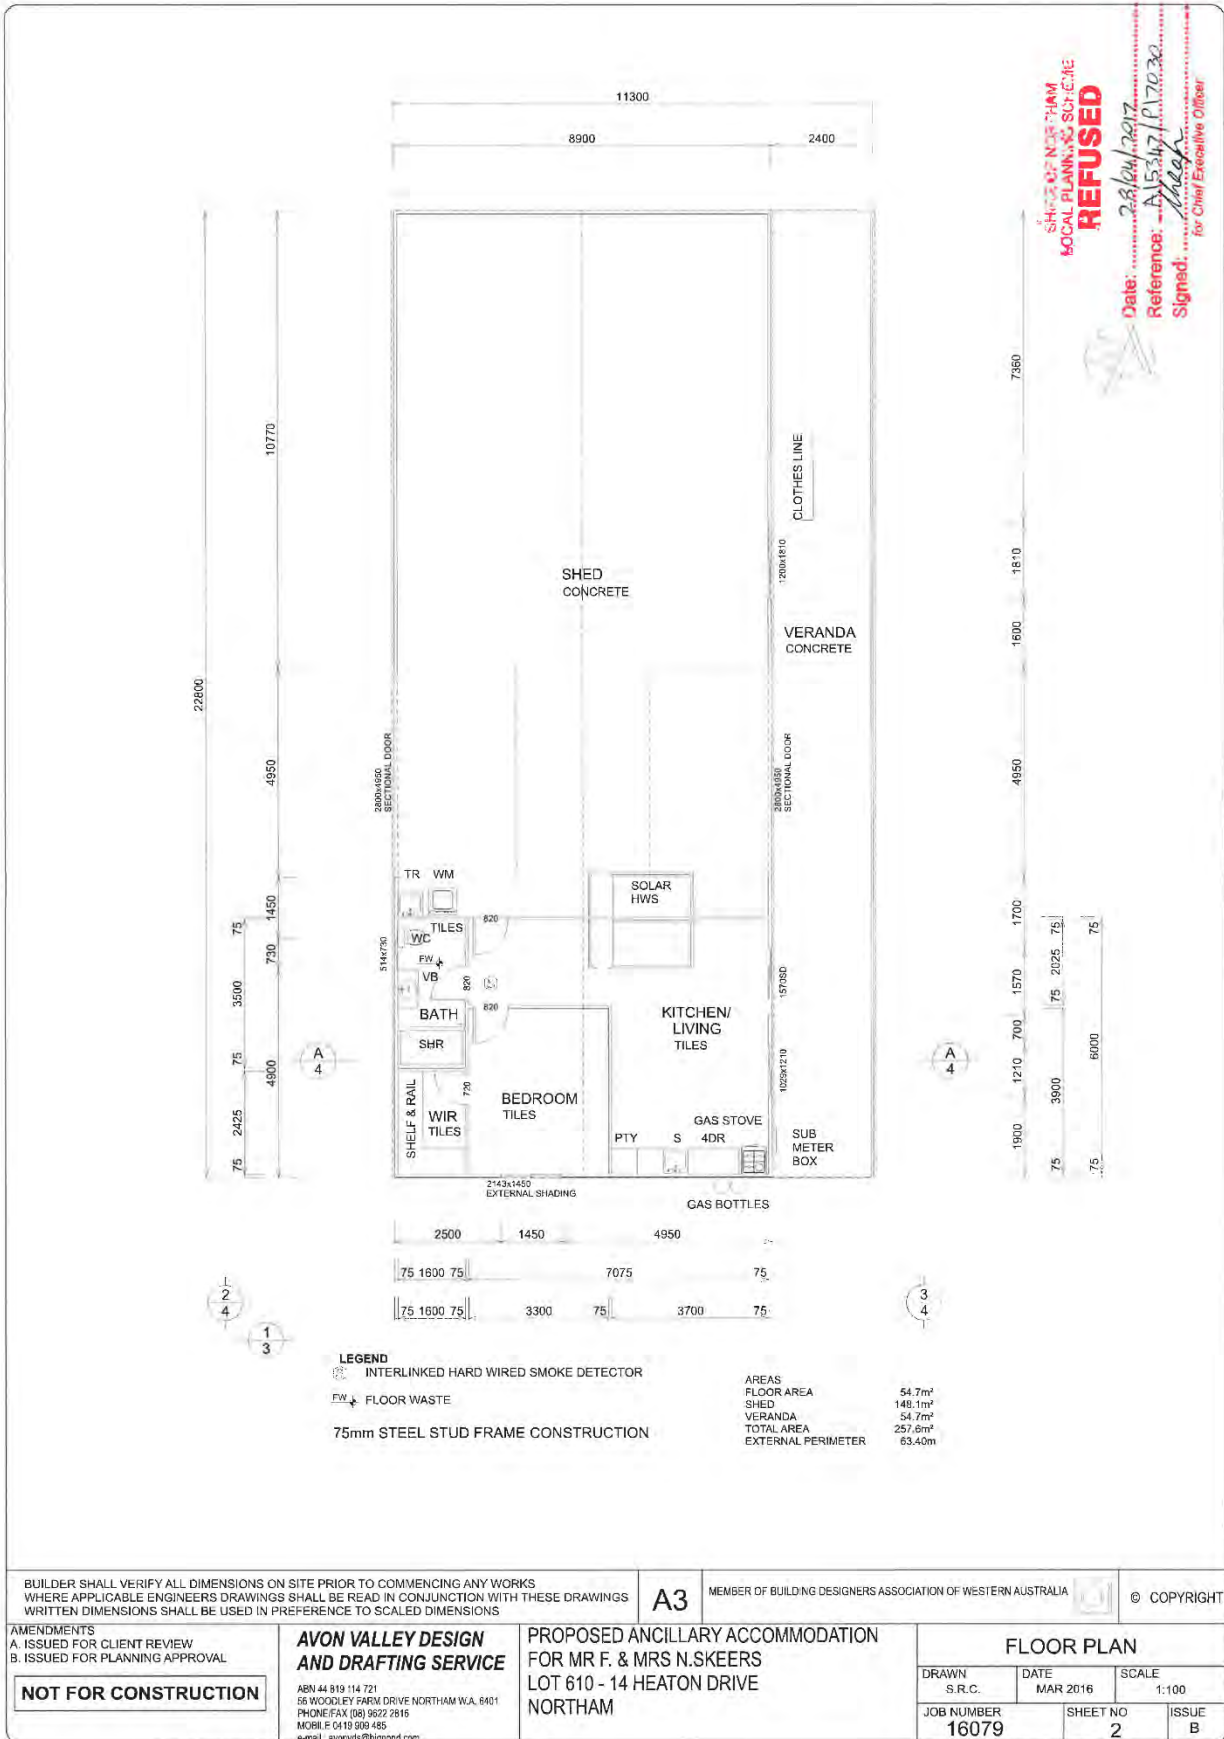 SHIRE OF NORTHAM
LOCAL PLANNING SCHEME
REFUSED
Date: 28/04/2017
Reference: A15347/P17030
Signed:
for Chief Executive Officer
11300
8900
2400
22800
10770
4950
1450
730
4900
75
3500
75
2425
75
7360
1810
1600
4950
1700
1570
700
1210
1900
75
2025
75
3900
75
75
6000
75
SHED
CONCRETE
CLOTHES LINE
1200x1810
VERANDA
CONCRETE
2800x4950
SECTIONAL DOOR
2800x4950
SECTIONAL DOOR
TR WM
SOLAR
HWS
TILES
WC
820
514x730
FW
VB
820
820
BATH
1570SD
KITCHEN/
LIVING
TILES
SHR
A
4
A
4
1029x1210
SHELF & RAIL
720
WIR
TILES
BEDROOM
TILES
GAS STOVE
PTY S 4DR
SUB
METER
BOX
2143x1450
EXTERNAL SHADING
GAS BOTTLES
2500 1450 4950
75 1600 75 7075 75
75 1600 75 3300 75 3700 75
2
4
1
3
3
4
LEGEND
INTERLINKED HARD WIRED SMOKE DETECTOR
FW FLOOR WASTE
75mm STEEL STUD FRAME CONSTRUCTION
AREAS
FLOOR AREA 54.7m²
SHED 148.1m²
VERANDA 54.7m²
TOTAL AREA 257.6m²
EXTERNAL PERIMETER 63.40m
BUILDER SHALL VERIFY ALL DIMENSIONS ON SITE PRIOR TO COMMENCING ANY WORKS
WHERE APPLICABLE ENGINEERS DRAWINGS SHALL BE READ IN CONJUNCTION WITH THESE DRAWINGS
WRITTEN DIMENSIONS SHALL BE USED IN PREFERENCE TO SCALED DIMENSIONS
A3
MEMBER OF BUILDING DESIGNERS ASSOCIATION OF WESTERN AUSTRALIA
© COPYRIGHT
AMENDMENTS
A. ISSUED FOR CLIENT REVIEW
B. ISSUED FOR PLANNING APPROVAL
NOT FOR CONSTRUCTION
AVON VALLEY DESIGN
AND DRAFTING SERVICE
ABN 44 819 114 721
56 WOODLEY FARM DRIVE NORTHAM W.A. 6401
PHONE/FAX (08) 9622 2816
MOBILE 0419 909 485
e-mail avonvds@bigpond.com
PROPOSED ANCILLARY ACCOMMODATION
FOR MR F. & MRS N.SKEERS
LOT 610 - 14 HEATON DRIVE
NORTHAM
FLOOR PLAN
DRAWN
S.R.C.
DATE
MAR 2016
SCALE
1:100
JOB NUMBER
16079
SHEET NO
2
ISSUE
B